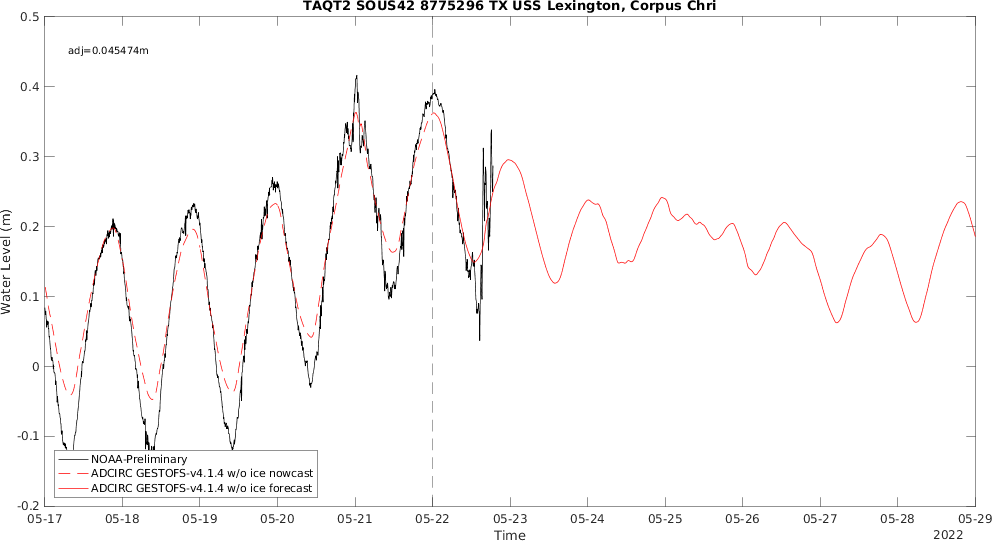 TAQT2 SOUS42 8775296 TX USS Lexington, Corpus Chri
0.5
adj=0.045474m
0.4
0.3
0.2
0.1
0
-0.1
-0.2
Water Level (m)
NOAA-Preliminary
ADCIRC GESTOFS-v4.1.4 w/o ice nowcast
ADCIRC GESTOFS-v4.1.4 w/o ice forecast
05-17 05-18 05-19 05-20 05-21 05-22 05-23 05-24 05-25 05-26 05-27 05-28 05-29
Time
2022